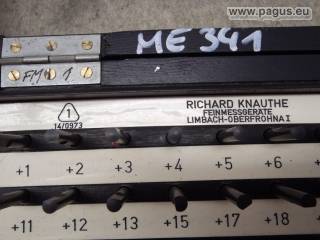 www.pagus.eu
ME 341
FMM 1
RICHARD KNAUTHE
FEINMESSGERÄTE
LIMBACH-OBERFROHNA I
1
14/0973
+1 +2 +3 +4 +5 +6
+11 +12 +13 +15 +17 +18